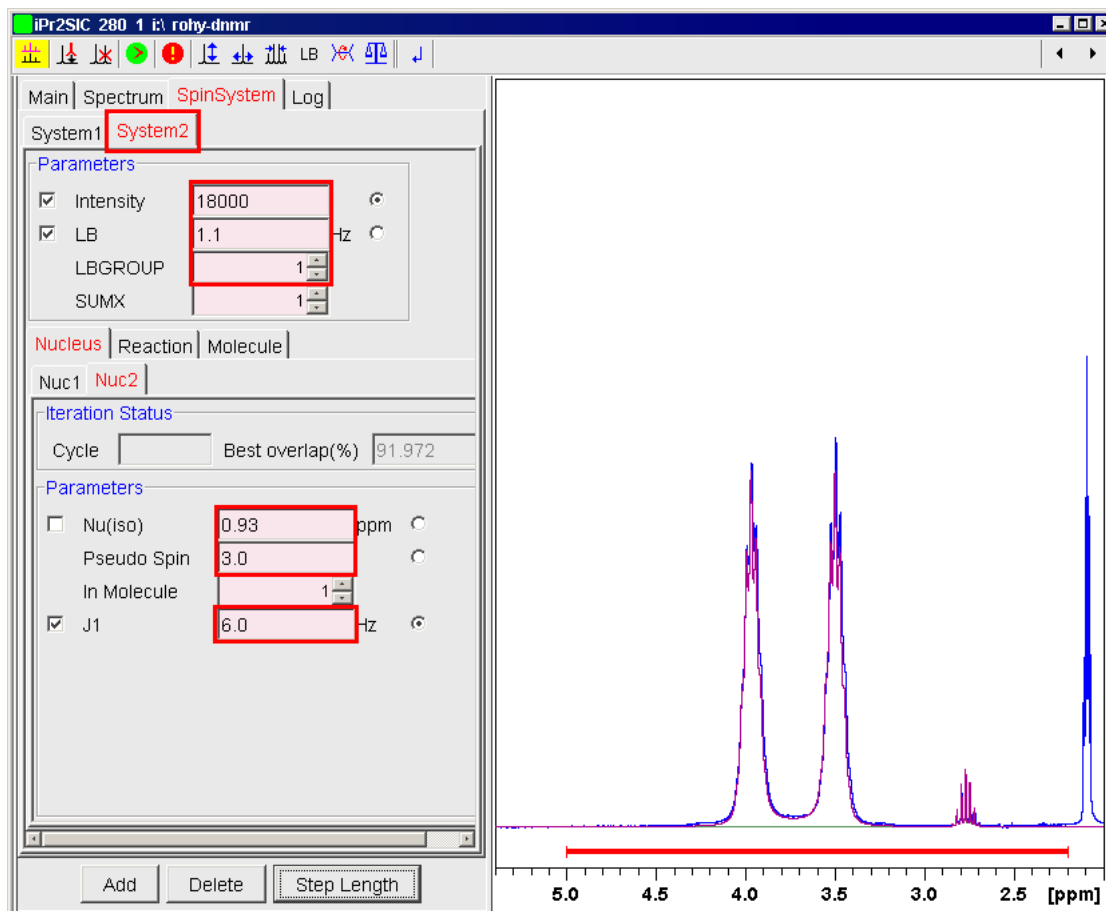 iPr2SIC 280 1 i:\ rohy-dnmr
LB
Main Spectrum SpinSystem Log
System1 System2
Parameters
Intensity 18000
LB 1.1 Hz
LBGROUP 1
SUMX 1
Nucleus Reaction Molecule
Nuc1 Nuc2
Iteration Status
Cycle Best overlap(%) 91.972
Parameters
Nu(iso) 0.93 ppm
Pseudo Spin 3.0
In Molecule 1
J1 6.0 Hz
Add Delete Step Length
5.0 4.5 4.0 3.5 3.0 2.5 [ppm]